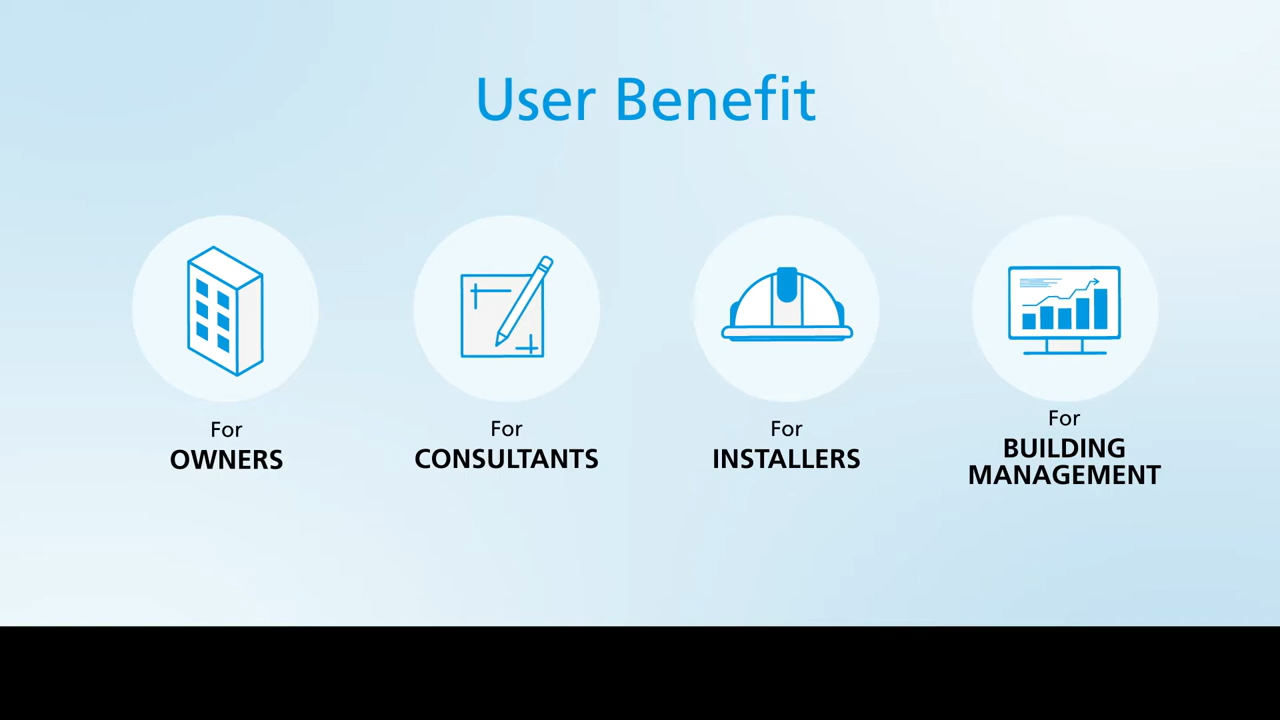 User Benefit
For
OWNERS
For
CONSULTANTS
For
INSTALLERS
For
BUILDING
MANAGEMENT